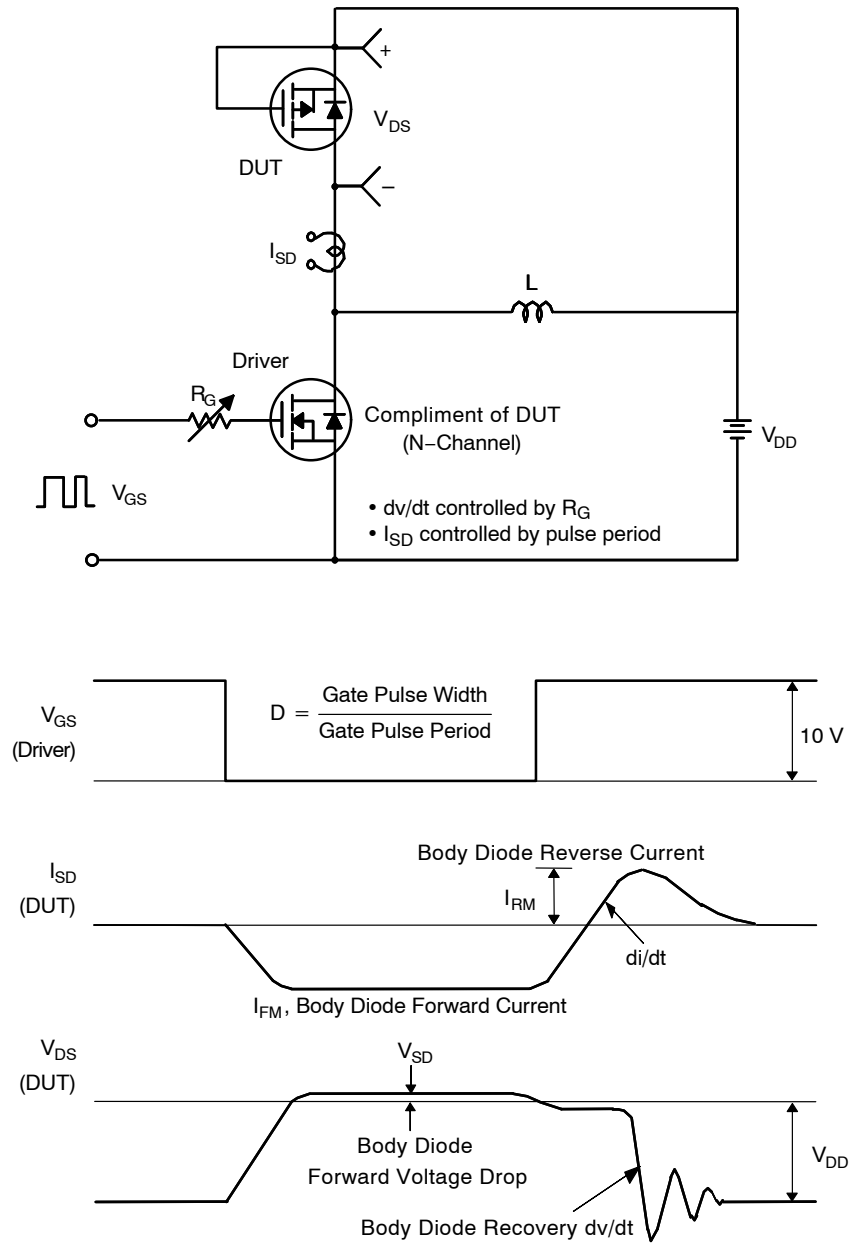 +
V_DS
DUT
−
I_SD
L
Driver
R_G
Compliment of DUT
(N−Channel)
V_DD
V_GS
• dv/dt controlled by R_G
• I_SD controlled by pulse period
V_GS
(Driver)
D = Gate Pulse Width
Gate Pulse Period
10 V
Body Diode Reverse Current
I_SD
(DUT)
I_RM
di/dt
I_FM, Body Diode Forward Current
V_DS
(DUT)
V_SD
Body Diode
Forward Voltage Drop
V_DD
Body Diode Recovery dv/dt